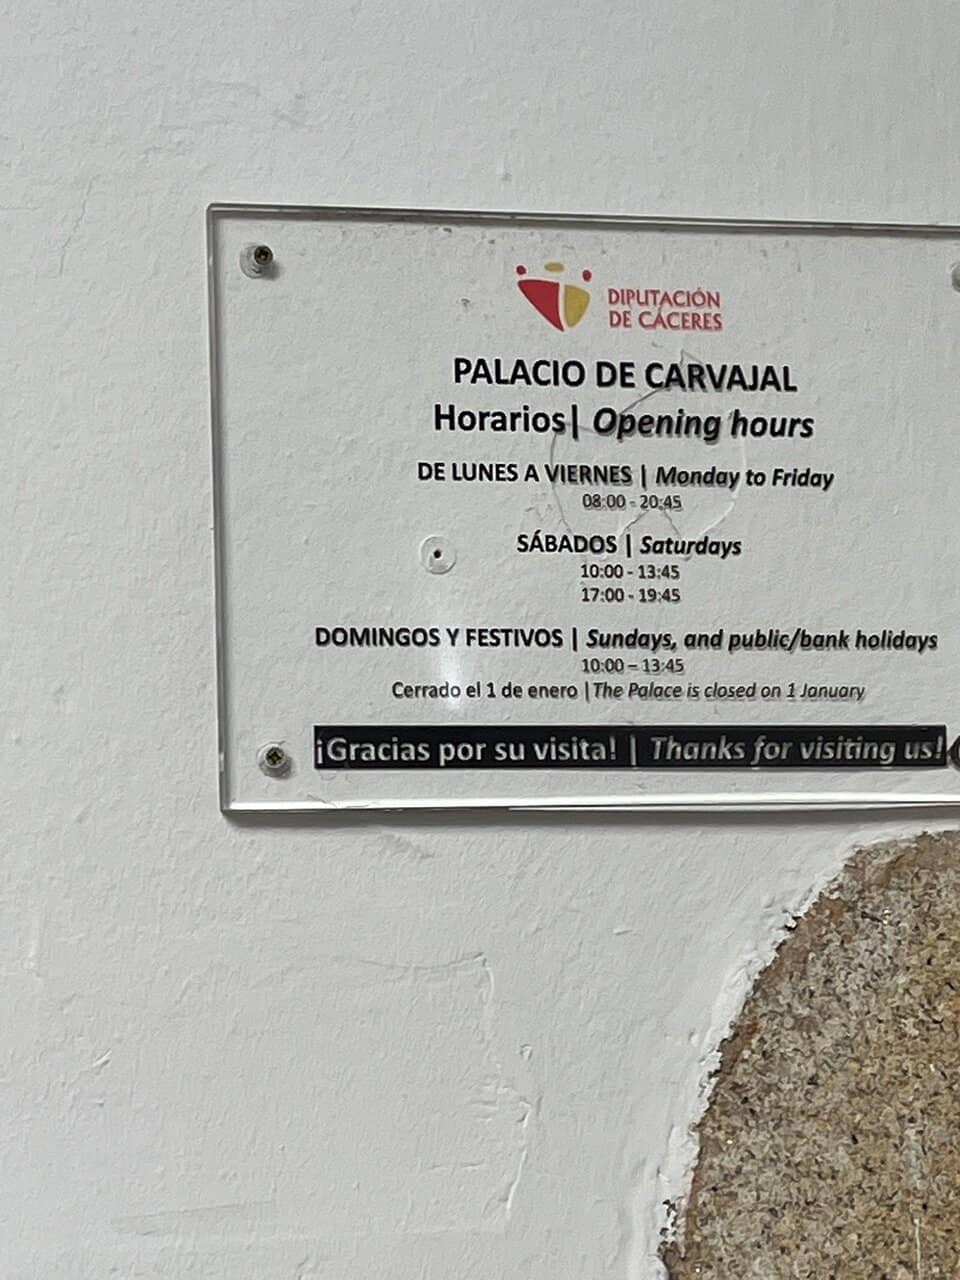 DIPUTACIÓN
DE CÁCERES
PALACIO DE CARVAJAL
Horarios| Opening hours
DE LUNES A VIERNES | Monday to Friday
08:00 - 20:45
SÁBADOS | Saturdays
10:00 - 13:45
17:00 - 19:45
DOMINGOS Y FESTIVOS | Sundays, and public/bank holidays
10:00 – 13:45
Cerrado el 1 de enero | The Palace is closed on 1 January
¡Gracias por su visita! | Thanks for visiting us!